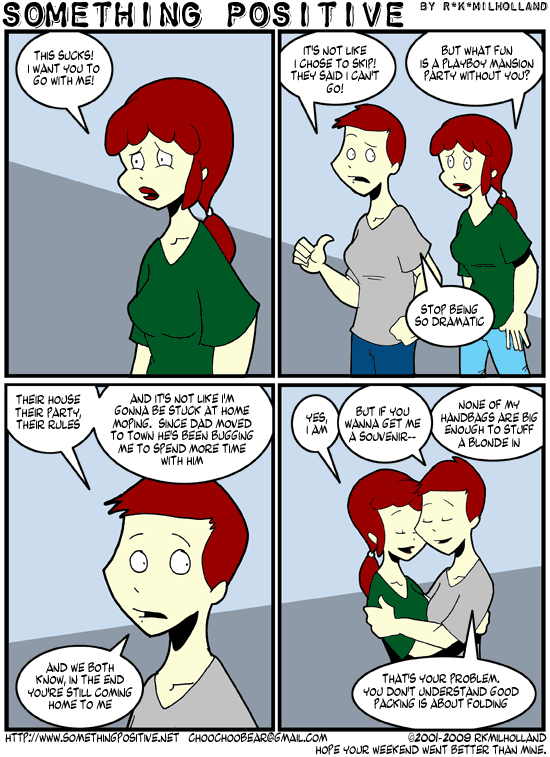 SOMETHING POSITIVE BY R*K*MILHOLLAND
THIS SUCKS!
I WANT YOU TO
GO WITH ME!
IT'S NOT LIKE
I CHOSE TO SKIP!
THEY SAID I CAN'T
GO!
BUT WHAT FUN
IS A PLAYBOY MANSION
PARTY WITHOUT YOU?
STOP BEING
SO DRAMATIC
THEIR HOUSE
THEIR PARTY,
THEIR RULES
AND IT'S NOT LIKE I'M
GONNA BE STUCK AT HOME
MOPING. SINCE DAD MOVED
TO TOWN HE'S BEEN BUGGING
ME TO SPEND MORE TIME
WITH HIM
AND WE BOTH
KNOW, IN THE END
YOU'RE STILL COMING
HOME TO ME
YES,
I AM
BUT IF YOU
WANNA GET ME
A SOUVENIR--
NONE OF MY
HANDBAGS ARE BIG
ENOUGH TO STUFF
A BLONDE IN
THAT'S YOUR PROBLEM.
YOU DON'T UNDERSTAND GOOD
PACKING IS ABOUT FOLDING
HTTP://WWW.SOMETHINGPOSITIVE.NET CHOOCHOOBEAR@GMAIL.COM ©2001-2009 RKMILHOLLAND
HOPE YOUR WEEKEND WENT BETTER THAN MINE.